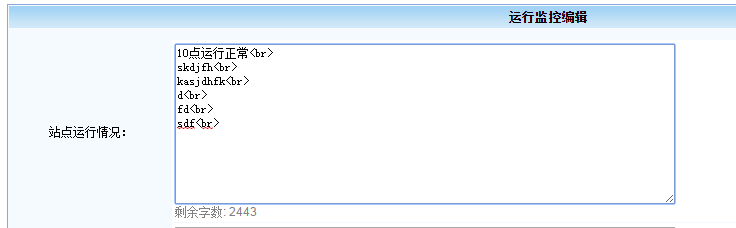 运行监控编辑
10点运行正常<br>
skdjfh<br>
kasjdhfk<br>
d<br>
fd<br>
sdf<br>
站点运行情况：
剩余字数: 2443